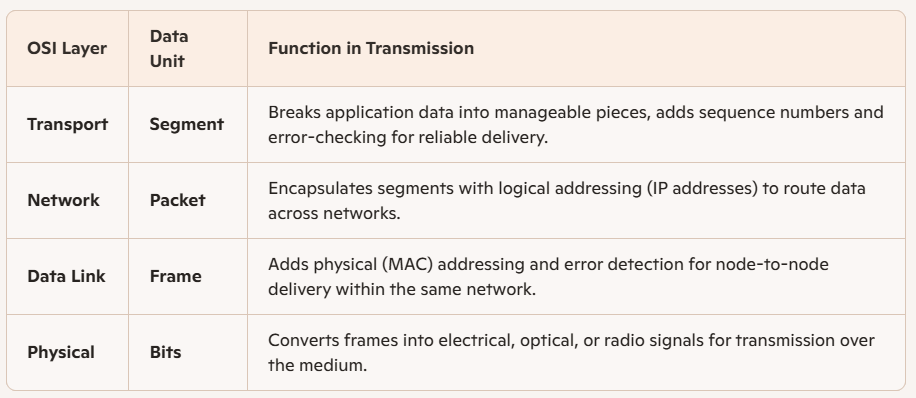 OSI Layer
Data
Unit
Function in Transmission
Transport
Segment
Breaks application data into manageable pieces, adds sequence numbers and
error-checking for reliable delivery.
Network
Packet
Encapsulates segments with logical addressing (IP addresses) to route data
across networks.
Data Link
Frame
Adds physical (MAC) addressing and error detection for node-to-node
delivery within the same network.
Physical
Bits
Converts frames into electrical, optical, or radio signals for transmission over
the medium.